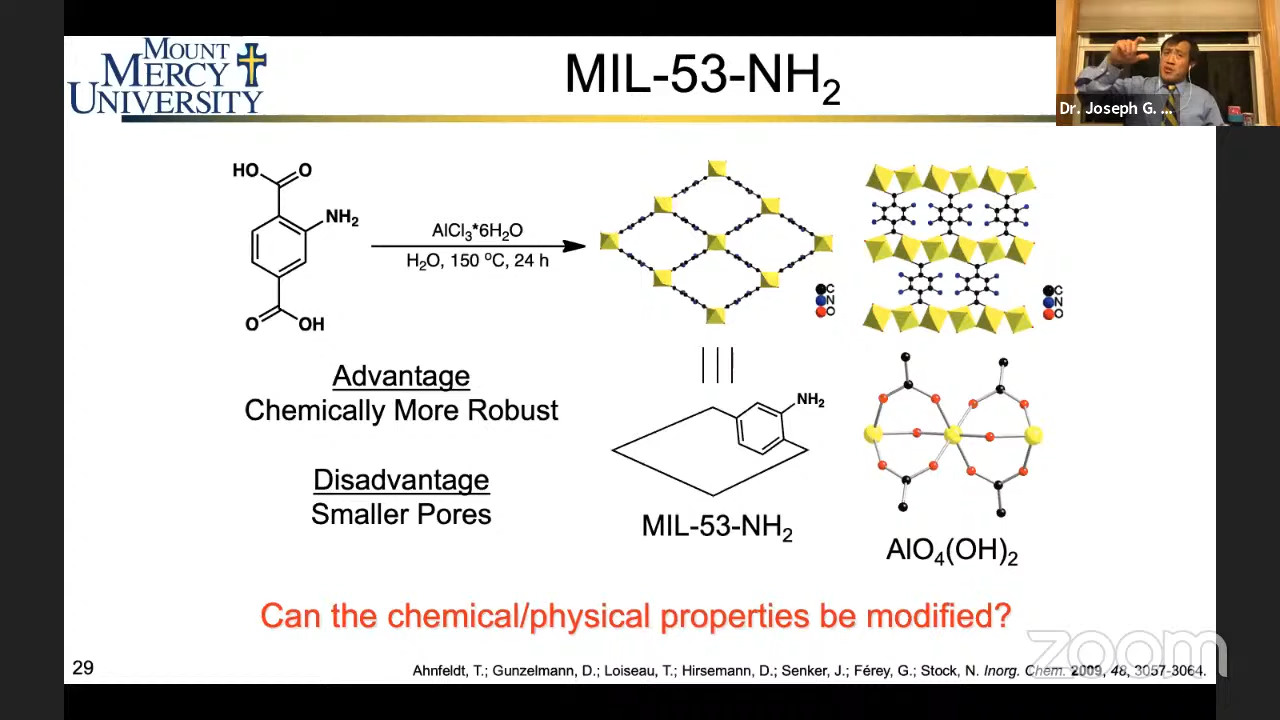 MOUNT
MERCY
UNIVERSITY
MIL-53-NH₂
Dr. Joseph G. ...
HO
O
NH₂
O
OH
AlCl₃*6H₂O
H₂O, 150 ºC, 24 h
C
N
O
C
N
O
Advantage
Chemically More Robust
Disadvantage
Smaller Pores
NH₂
MIL-53-NH₂
AlO₄(OH)₂
Can the chemical/physical properties be modified?
zoom
29
Ahnfeldt, T.; Gunzelmann, D.; Loiseau, T.; Hirsemann, D.; Senker, J.; Férey, G.; Stock, N. Inorg. Chem. 2009, 48, 3057-3064.